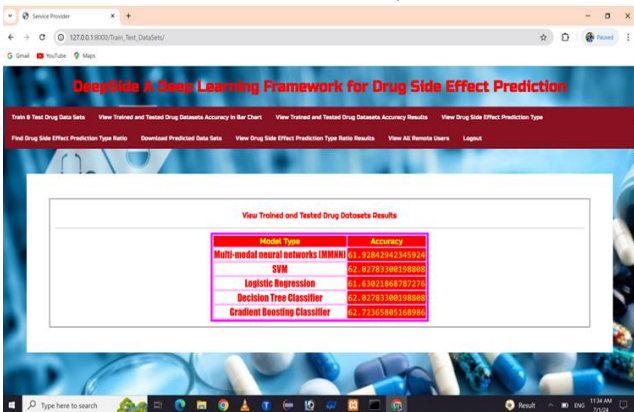 Service Provider
127.0.0.1:8000/Train_Test_DataSets/
Paused
Gmail YouTube Maps
DeepSide A Deep Learning Framework for Drug Side Effect Prediction
Train & Test Drug Data Sets View Trained and Tested Drug Datasets Accuracy in Bar Chart View Trained and Tested Drug Datasets Accuracy Results View Drug Side Effect Prediction Type
Find Drug Side Effect Prediction Type Ratio Download Predicted Data Sets View Drug Side Effect Prediction Type Ratio Results View All Remote Users Logout
View Trained and Tested Drug Datasets Results
Model Type Accuracy
Multi-modal neural networks (MMNN) 61.92842942345924
SVM 62.02783300198808
Logistic Regression 61.63021868787276
Decision Tree Classifier 62.02783300198808
Gradient Boosting Classifier 62.72365805168986
Type here to search
Result
ENG
11:34 AM
7/1/24